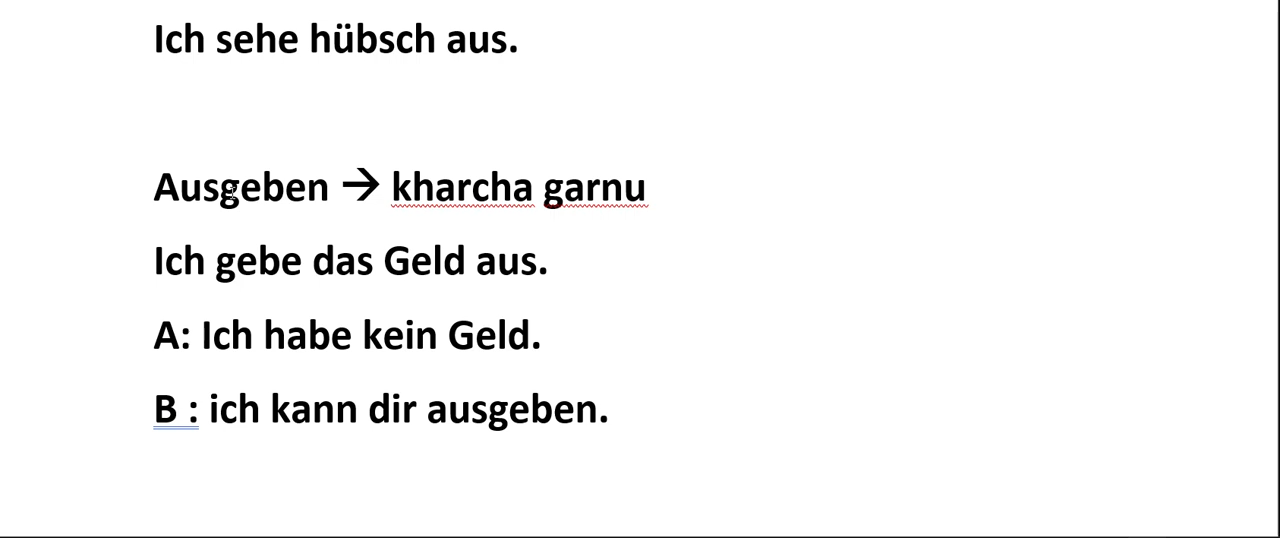 Ich sehe hübsch aus.
Ausgeben → kharcha garnu
Ich gebe das Geld aus.
A: Ich habe kein Geld.
B : ich kann dir ausgeben.